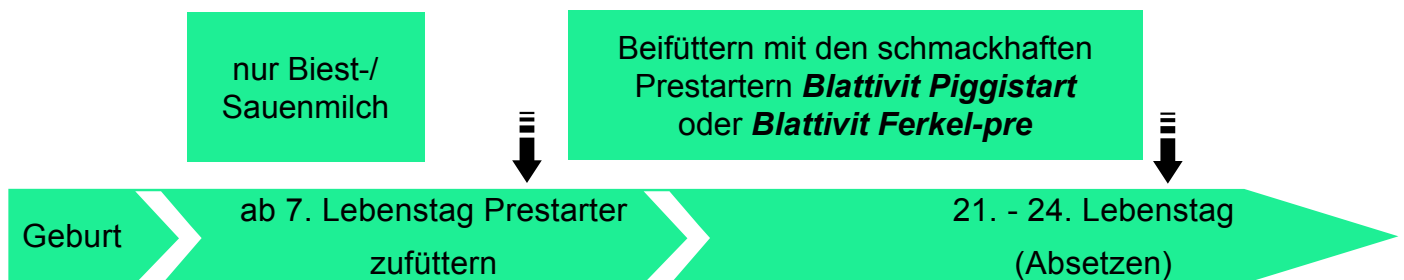 nur Biest-/
Sauenmilch
Beifüttern mit den schmackhaften
Prestartern Blattivit Piggistart
oder Blattivit Ferkel-pre
Geburt
ab 7. Lebenstag Prestarter
zufüttern
21. - 24. Lebenstag
(Absetzen)